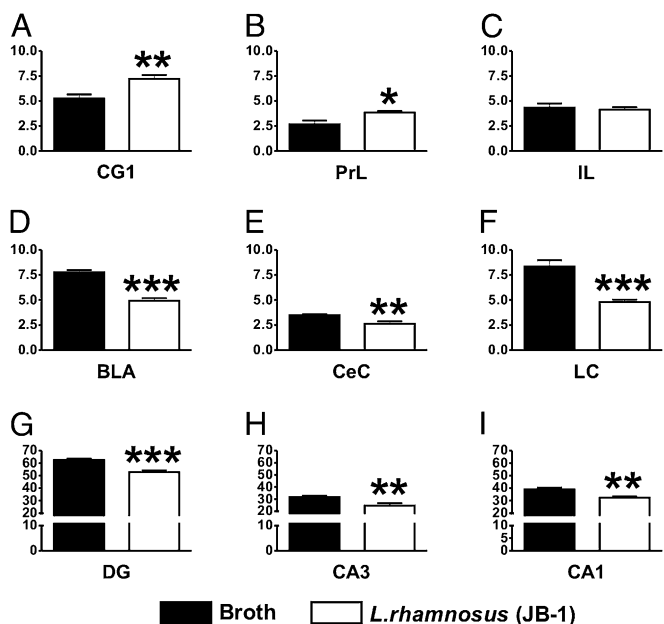 A B C
10.0 10.0 10.0
7.5 ** 7.5 7.5
5.0 5.0 * 5.0
2.5 2.5 2.5
0.0 0.0 0.0
CG1 PrL IL
D E F
10.0 10.0 10.0
7.5 *** 7.5 7.5 ***
5.0 5.0 ** 5.0
2.5 2.5 2.5
0.0 0.0 0.0
BLA CeC LC
G H I
70 *** 70 70
60 60 60
50 50 ** 50 **
40 40 40
30 30 30
20 20 20
10 10 10
5
0 0 0
DG CA3 CA1
Broth L.rhamnosus (JB-1)